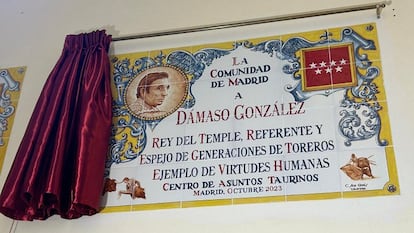 La
Comunidad
de Madrid
a
Dámaso González
Rey del Temple, Referente y
Espejo de Generaciones de Toreros
Ejemplo de Virtudes Humanas
Centro de Asuntos Taurinos
Madrid, Octubre 2023